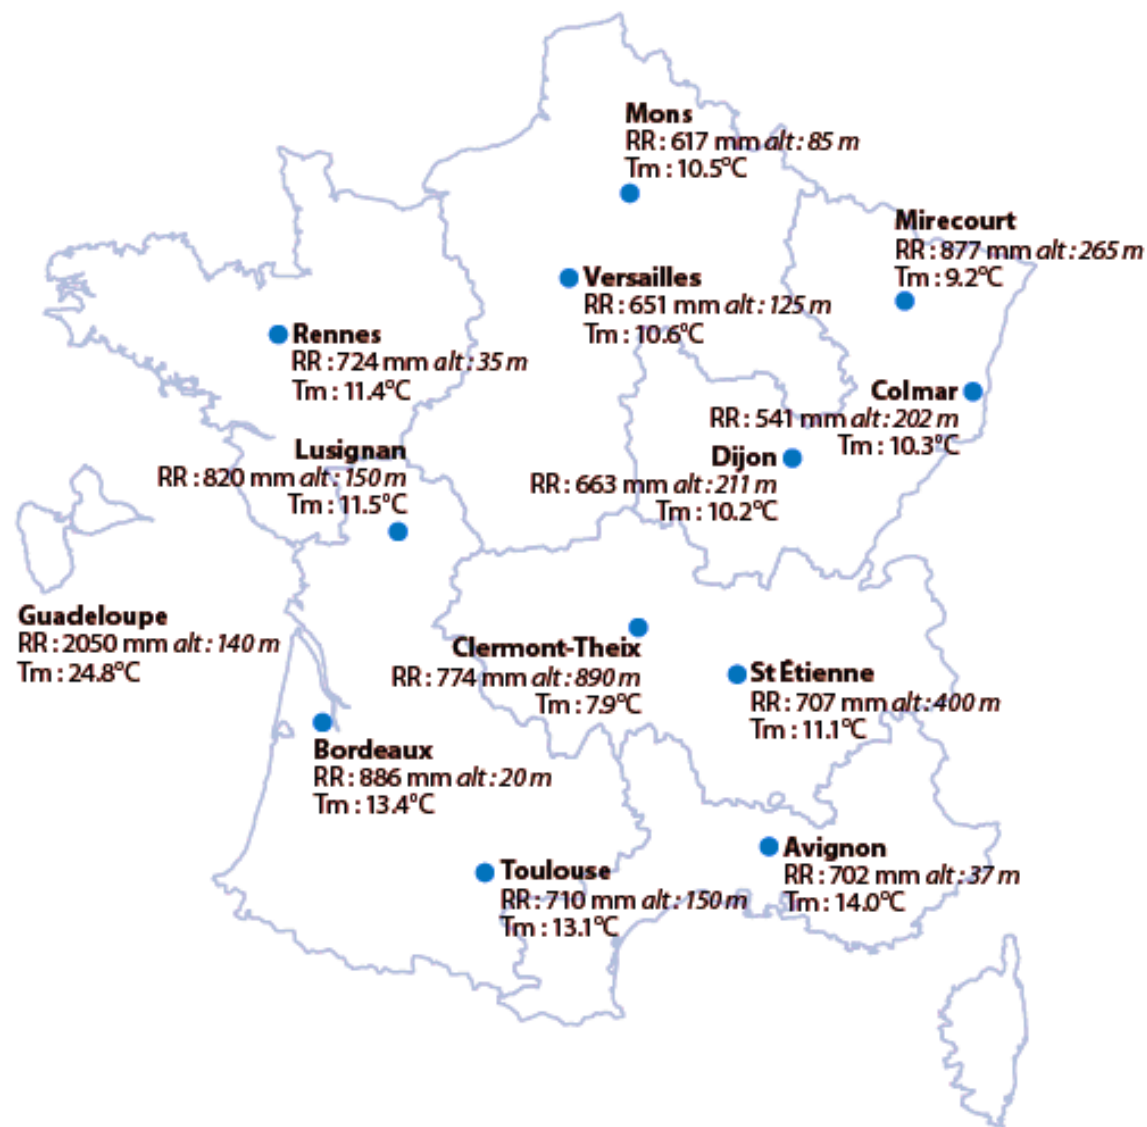 Mons
RR : 617 mm alt : 85 m
Tm : 10.5°C
Mirecourt
RR : 877 mm alt : 265 m
Tm : 9.2°C
Versailles
RR : 651 mm alt : 125 m
Tm : 10.6°C
Rennes
RR : 724 mm alt : 35 m
Tm : 11.4°C
Colmar
RR : 541 mm alt : 202 m
Tm : 10.3°C
Lusignan
RR : 820 mm alt : 150 m
Tm : 11.5°C
Dijon
RR : 663 mm alt : 211 m
Tm : 10.2°C
Guadeloupe
RR : 2050 mm alt : 140 m
Tm : 24.8°C
Clermont-Theix
RR : 774 mm alt : 890 m
Tm : 7.9°C
St Étienne
RR : 707 mm alt : 400 m
Tm : 11.1°C
Bordeaux
RR : 886 mm alt : 20 m
Tm : 13.4°C
Avignon
RR : 702 mm alt : 37 m
Tm : 14.0°C
Toulouse
RR : 710 mm alt : 150 m
Tm : 13.1°C